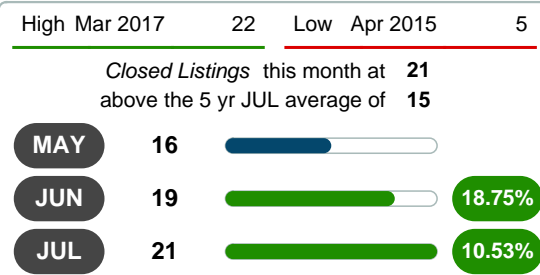 High Mar 2017 22 Low Apr 2015 5
Closed Listings this month at 21
above the 5 yr JUL average of 15
MAY 16
JUN 19 18.75%
JUL 21 10.53%